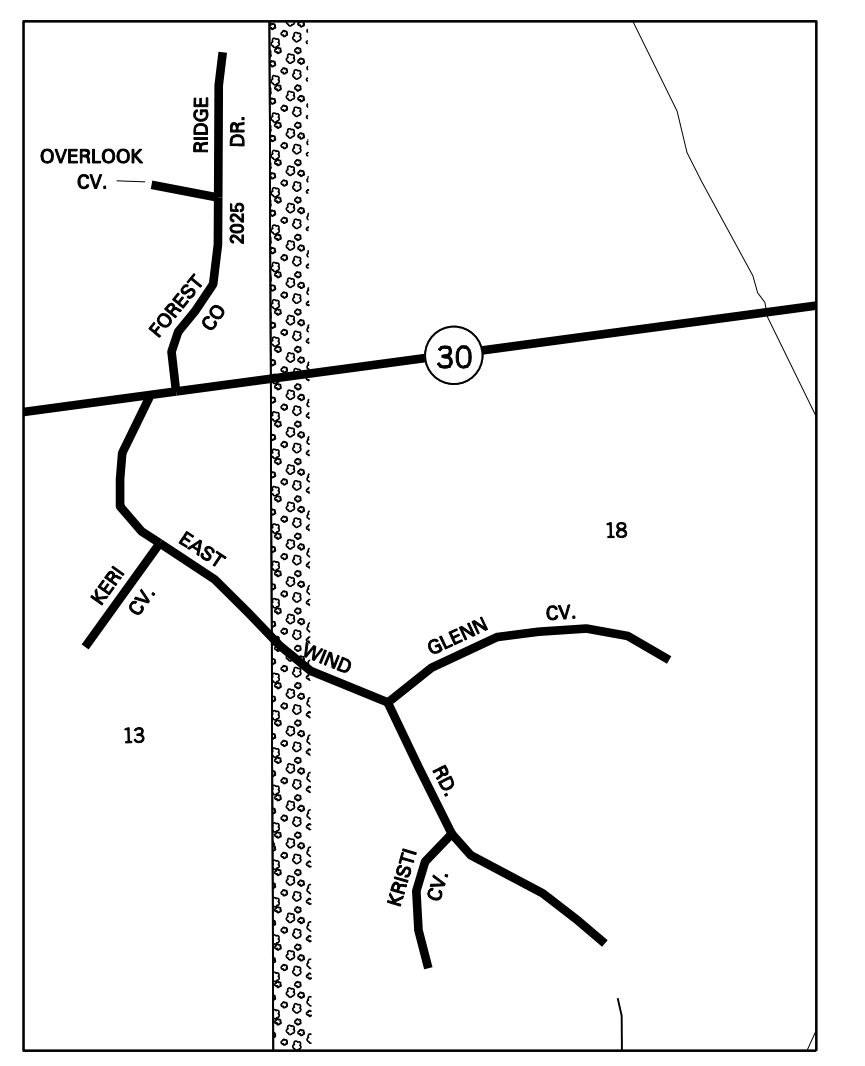 RIDGE
DR.
OVERLOOK
CV.
2025
FOREST
CO
30
18
EAST
KERI
CV.
CV.
GLENN
WIND
13
RD.
KRISTI
CV.